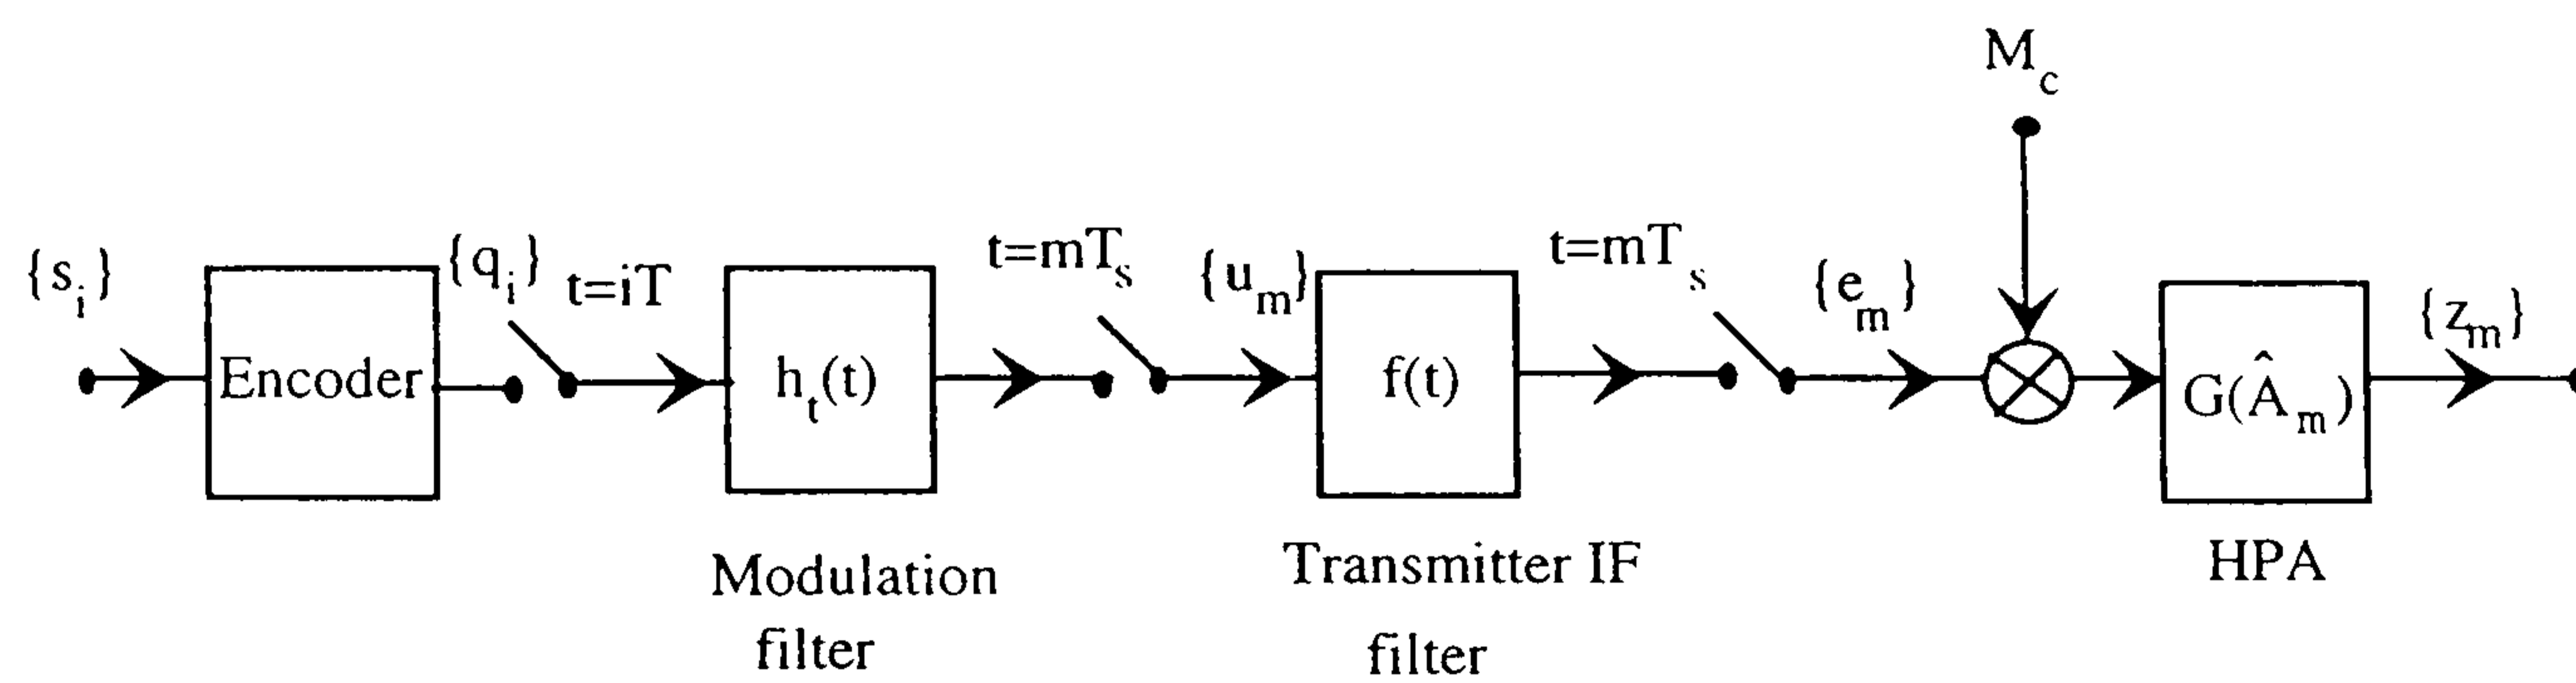 M_c
{s_i}
Encoder
{q_i}
t=iT
h_t(t)
t=mT_s
{u_m}
f(t)
t=mT_s
{e_m}
G(Â_m)
{z_m}
Modulation
filter
Transmitter IF
filter
HPA